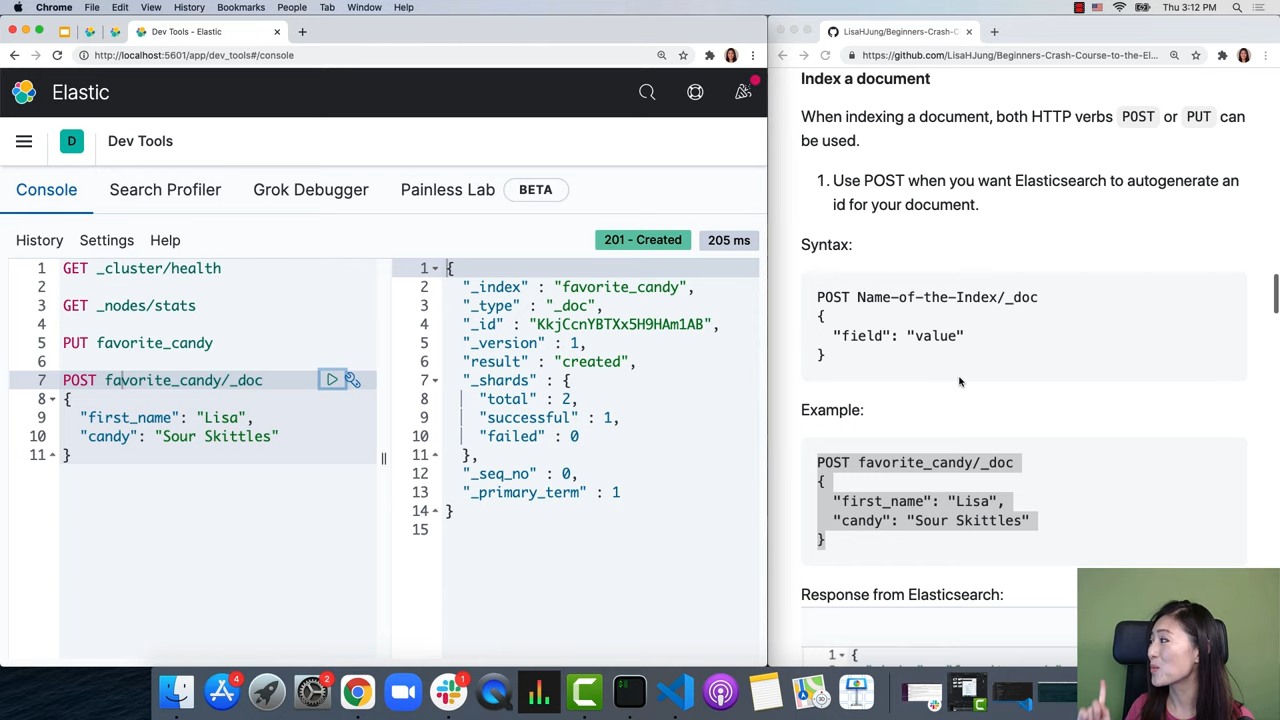 Chrome File Edit View History Bookmarks People Tab Window Help Thu 3:12 PM
Dev Tools - Elastic
http://localhost:5601/app/dev_tools#/console
Elastic
D Dev Tools
Console Search Profiler Grok Debugger Painless Lab BETA
History Settings Help 201 - Created 205 ms
1 GET _cluster/health
2
3 GET _nodes/stats
4
5 PUT favorite_candy
6
7 POST favorite_candy/_doc
8 {
9 "first_name": "Lisa",
10 "candy": "Sour Skittles"
11 }
1 {
2 "_index" : "favorite_candy",
3 "_type" : "_doc",
4 "_id" : "KkjCcnYBTXx5H9HAm1AB",
5 "_version" : 1,
6 "result" : "created",
7 "_shards" : {
8 "total" : 2,
9 "successful" : 1,
10 "failed" : 0
11 },
12 "_seq_no" : 0,
13 "_primary_term" : 1
14 }
15
LisaHJung/Beginners-Crash-C
https://github.com/LisaHJung/Beginners-Crash-Course-to-the-El...
Index a document
When indexing a document, both HTTP verbs POST or PUT can
be used.
1. Use POST when you want Elasticsearch to autogenerate an
id for your document.
Syntax:
POST Name-of-the-Index/_doc
{
"field": "value"
}
Example:
POST favorite_candy/_doc
{
"first_name": "Lisa",
"candy": "Sour Skittles"
}
Response from Elasticsearch:
1 {
4
2
1